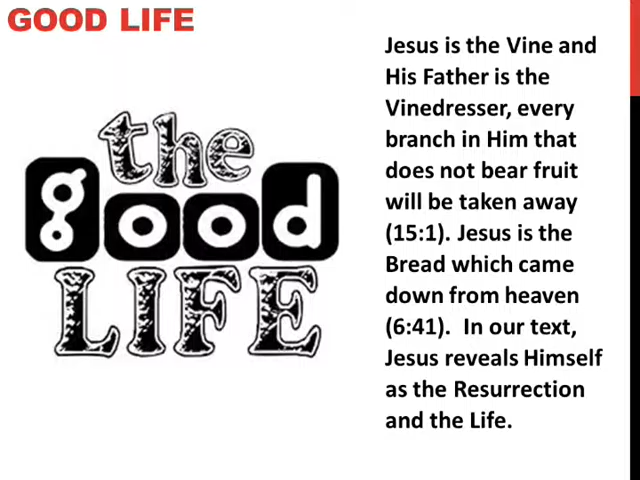 GOOD LIFE
the
good
LIFE
Jesus is the Vine and
His Father is the
Vinedresser, every
branch in Him that
does not bear fruit
will be taken away
(15:1). Jesus is the
Bread which came
down from heaven
(6:41).  In our text,
Jesus reveals Himself
as the Resurrection
and the Life.